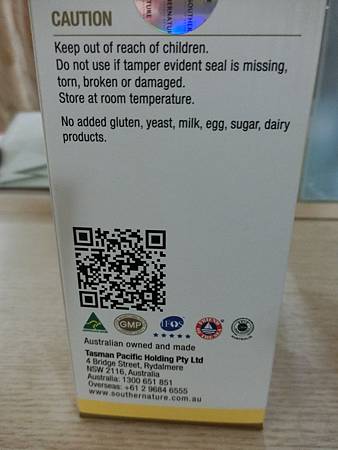 CAUTION
Keep out of reach of children.
Do not use if tamper evident seal is missing,
torn, broken or damaged.
Store at room temperature.
No added gluten, yeast, milk, egg, sugar, dairy
products.
GMP
Australian owned and made
Tasman Pacific Holding Pty Ltd
4 Bridge Street, Rydalmere
NSW 2116, Australia
Australia: 1300 651 851
Overseas: +61 2 9684 6555
www.southernature.com.au